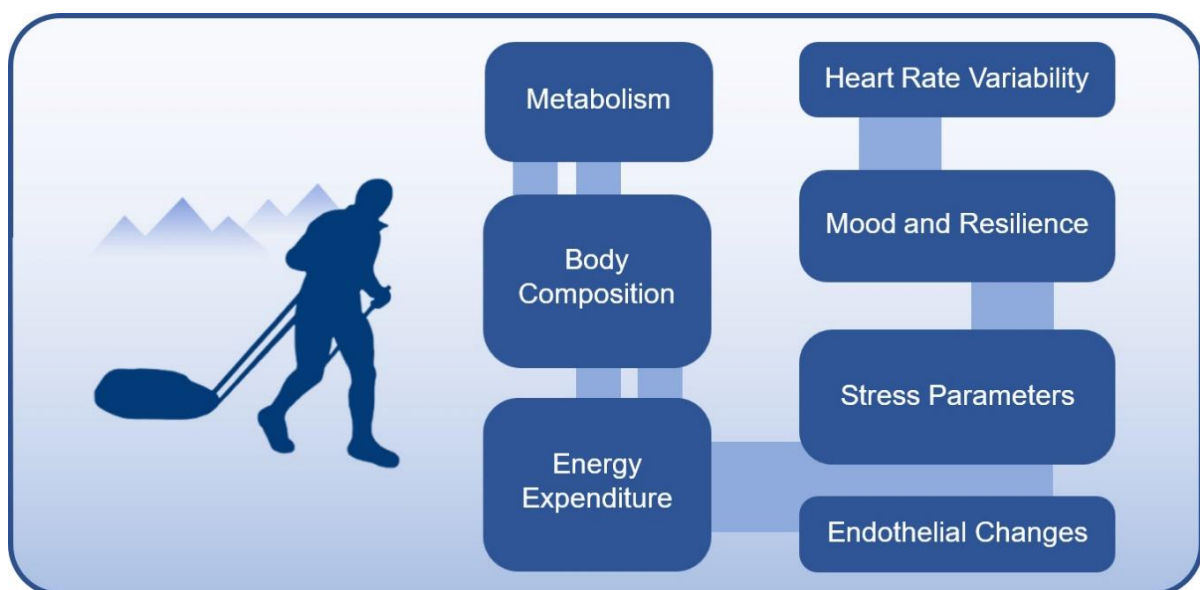 Metabolism
Body
Composition
Energy
Expenditure
Heart Rate Variability
Mood and Resilience
Stress Parameters
Endothelial Changes